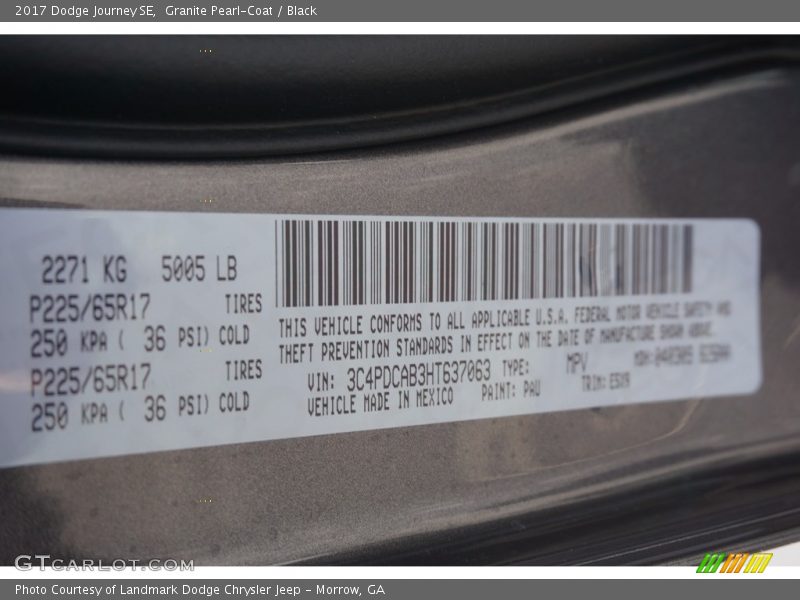 2017 Dodge Journey SE,  Granite Pearl-Coat / Black
2271 KG 5005 LB
P225/65R17 TIRES
250 KPA ( 36 PSI) COLD
P225/65R17 TIRES
250 KPA ( 36 PSI) COLD
THIS VEHICLE CONFORMS TO ALL APPLICABLE U.S.A. FEDERAL MOTOR VEHICLE SAFETY AND
THEFT PREVENTION STANDARDS IN EFFECT ON THE DATE OF MANUFACTURE SHOWN ABOVE.
VIN: 3C4PDCAB3HT637063 TYPE: MPV MDH:
VEHICLE MADE IN MEXICO PAINT: PAU TRIM:
GTCARLOT.COM
Photo Courtesy of Landmark Dodge Chrysler Jeep - Morrow, GA